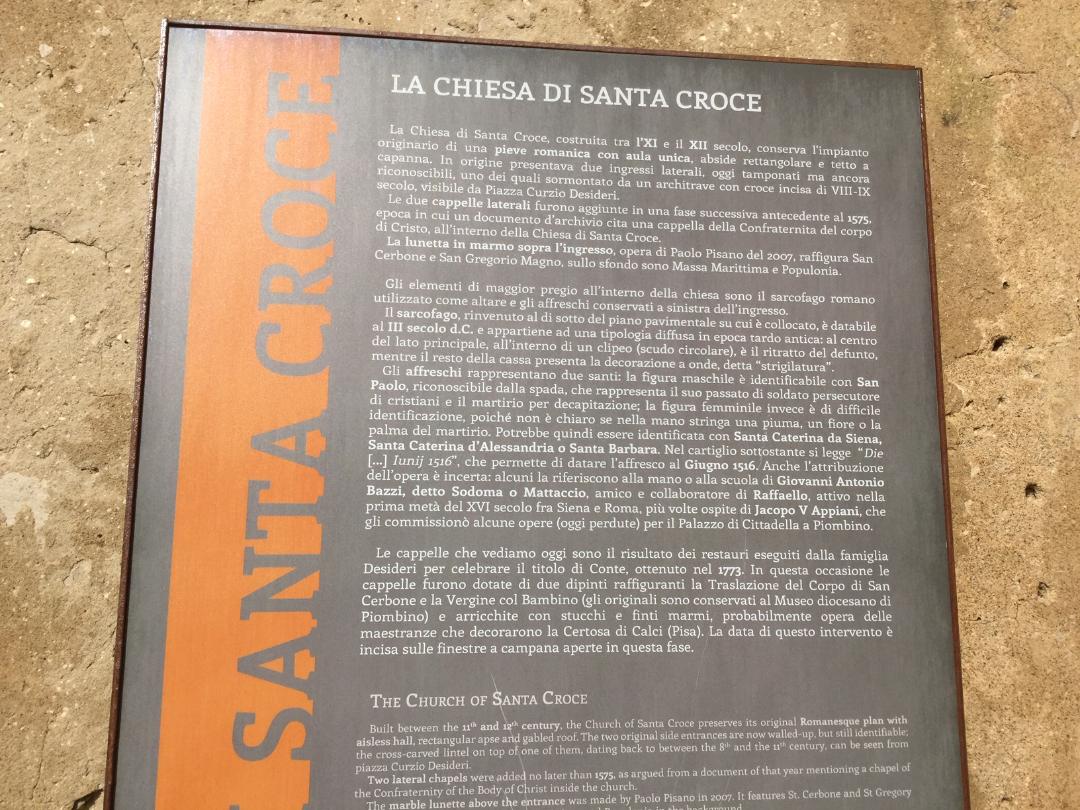 SANTA CROCE
LA CHIESA DI SANTA CROCE
La Chiesa di Santa Croce, costruita tra l'XI e il XII secolo, conserva l'impianto
originario di una pieve romanica con aula unica, abside rettangolare e tetto a
capanna. In origine presentava due ingressi laterali, oggi tamponati ma ancora
riconoscibili, uno dei quali sormontato da un architrave con croce incisa di VIII-IX
secolo, visibile da Piazza Curzio Desideri.
Le due cappelle laterali furono aggiunte in una fase successiva antecedente al 1575,
epoca in cui un documento d'archivio cita una cappella della Confraternita del corpo
di Cristo, all'interno della Chiesa di Santa Croce.
La lunetta in marmo sopra l'ingresso, opera di Paolo Pisano del 2007, raffigura San
Cerbone e San Gregorio Magno, sullo sfondo sono Massa Marittima e Populonia.
Gli elementi di maggior pregio all'interno della chiesa sono il sarcofago romano
utilizzato come altare e gli affreschi conservati a sinistra dell'ingresso.
Il sarcofago, rinvenuto al di sotto del piano pavimentale su cui è collocato, è databile
al III secolo d.C. e appartiene ad una tipologia diffusa in epoca tardo antica: al centro
del lato principale, all'interno di un clipeo (scudo circolare), è il ritratto del defunto,
mentre il resto della cassa presenta la decorazione a onde, detta "strigilatura".
Gli affreschi rappresentano due santi: la figura maschile è identificabile con San
Paolo, riconoscibile dalla spada, che rappresenta il suo passato di soldato persecutore
di cristiani e il martirio per decapitazione; la figura femminile invece è di difficile
identificazione, poiché non è chiaro se nella mano stringa una piuma, un fiore o la
palma del martirio. Potrebbe quindi essere identificata con Santa Caterina da Siena,
Santa Caterina d'Alessandria o Santa Barbara. Nel cartiglio sottostante si legge "Die
[...] Iunij 1516", che permette di datare l'affresco al Giugno 1516. Anche l'attribuzione
dell'opera è incerta: alcuni la riferiscono alla mano o alla scuola di Giovanni Antonio
Bazzi, detto Sodoma o Mattaccio, amico e collaboratore di Raffaello, attivo nella
prima metà del XVI secolo fra Siena e Roma, più volte ospite di Jacopo V Appiani, che
gli commissionò alcune opere (oggi perdute) per il Palazzo di Cittadella a Piombino.
Le cappelle che vediamo oggi sono il risultato dei restauri eseguiti dalla famiglia
Desideri per celebrare il titolo di Conte, ottenuto nel 1773. In questa occasione le
cappelle furono dotate di due dipinti raffiguranti la Traslazione del Corpo di San
Cerbone e la Vergine col Bambino (gli originali sono conservati al Museo diocesano di
Piombino) e arricchite con stucchi e finti marmi, probabilmente opera delle
maestranze che decorarono la Certosa di Calci (Pisa). La data di questo intervento è
incisa sulle finestre a campana aperte in questa fase.
THE CHURCH OF SANTA CROCE
Built between the 11th and 12th century, the Church of Santa Croce preserves its original Romanesque plan with
aisleless hall, rectangular apse and gabled roof. The two original side entrances are now walled-up, but still identifiable;
the cross-carved lintel on top of one of them, dating back to between the 8th and the 11th century, can be seen from
piazza Curzio Desideri.
Two lateral chapels were added no later than 1575, as argued from a document of that year mentioning a chapel of
the Confraternity of the Body of Christ inside the church.
The marble lunette above the entrance was made by Paolo Pisano in 2007. It features St. Cerbone and St Gregory
in the background